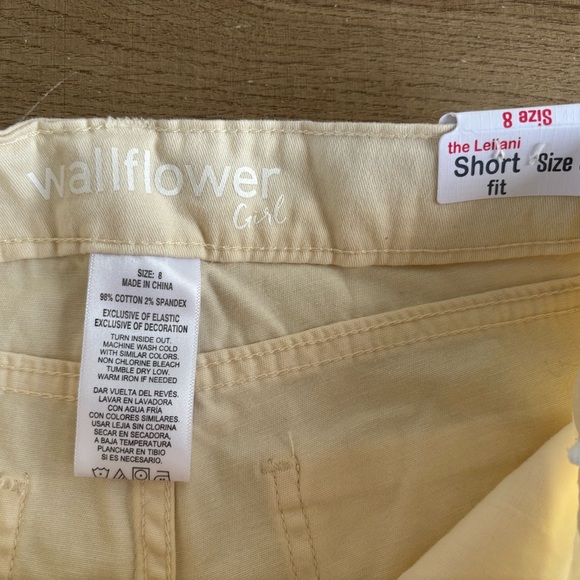 wallflower
Girl
Size 8
the Leilani
Short Size
fit
SIZE: 8
MADE IN CHINA
98% COTTON 2% SPANDEX
EXCLUSIVE OF ELASTIC
EXCLUSIVE OF DECORATION
TURN INSIDE OUT.
MACHINE WASH COLD
WITH SIMILAR COLORS.
NON CHLORINE BLEACH
TUMBLE DRY LOW.
WARM IRON IF NEEDED
DAR VUELTA DEL REVÉS.
LAVAR EN LAVADORA
CON AGUA FRÍA
CON COLORES SIMILARES.
USAR LEJIA SIN CLORINA
SECAR EN SECADORA,
A BAJA TEMPERATURA
PLANCHAR EN TIBIO
SI ES NECESARIO.